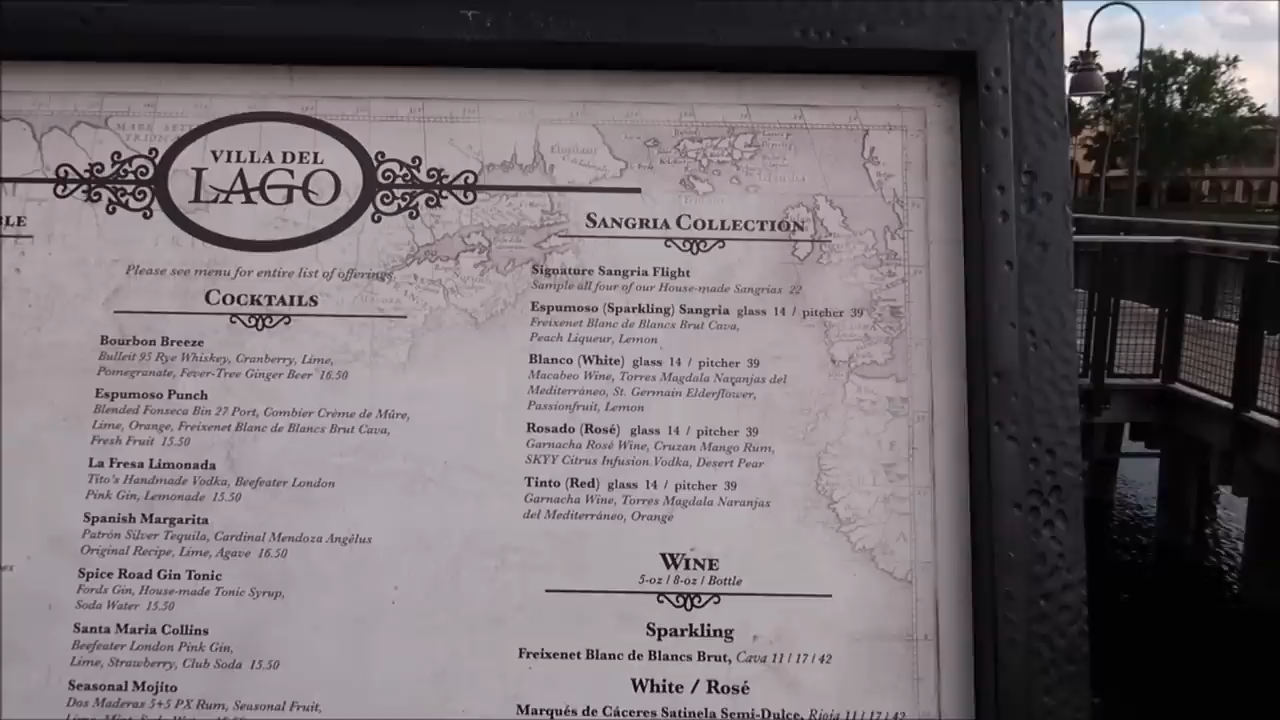 VILLA DEL
LAGO
Please see menu for entire list of offerings
COCKTAILS
Bourbon Breeze
Bulleit 95 Rye Whiskey, Cranberry, Lime,
Pomegranate, Fever-Tree Ginger Beer 16.50
Espumoso Punch
Blended Fonseca Bin 27 Port, Combier Crème de Mûre,
Lime, Orange, Freixenet Blanc de Blancs Brut Cava,
Fresh Fruit 15.50
La Fresa Limonada
Tito's Handmade Vodka, Beefeater London
Pink Gin, Lemonade 15.50
Spanish Margarita
Patrón Silver Tequila, Cardinal Mendoza Angêlus
Original Recipe, Lime, Agave 16.50
Spice Road Gin Tonic
Fords Gin, House-made Tonic Syrup,
Soda Water 15.50
Santa Maria Collins
Beefeater London Pink Gin,
Lime, Strawberry, Club Soda 15.50
Seasonal Mojito
Dos Maderas 5+5 PX Rum, Seasonal Fruit,
SANGRIA COLLECTION
Signature Sangria Flight
Sample all four of our House-made Sangrias 22
Espumoso (Sparkling) Sangria glass 14 / pitcher 39
Freixenet Blanc de Blancs Brut Cava,
Peach Liqueur, Lemon
Blanco (White) glass 14 / pitcher 39
Macabeo Wine, Torres Magdala Naranjas del
Mediterráneo, St. Germain Elderflower,
Passionfruit, Lemon
Rosado (Rosé) glass 14 / pitcher 39
Garnacha Rosé Wine, Cruzan Mango Rum,
SKYY Citrus Infusion Vodka, Desert Pear
Tinto (Red) glass 14 / pitcher 39
Garnacha Wine, Torres Magdala Naranjas
del Mediterráneo, Orange
WINE
5-oz / 8-oz / Bottle
Sparkling
Freixenet Blanc de Blancs Brut, Cava 11 / 17 / 42
White / Rosé
Marqués de Cáceres Satinela Semi-Dulce, Rioja 11 / 17 / 42